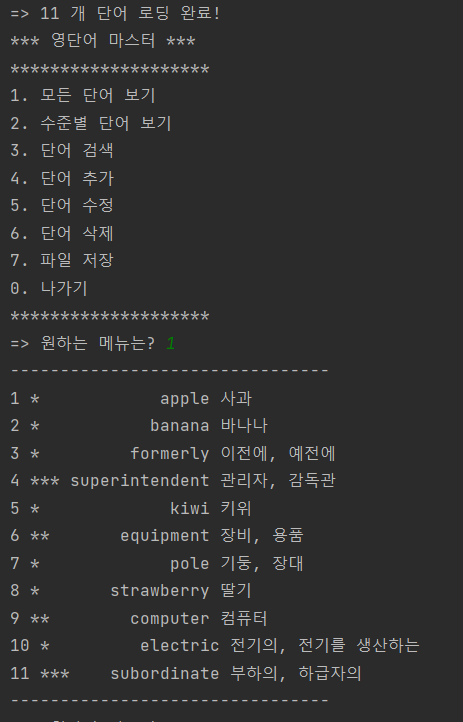 => 11 개 단어 로딩 완료!
*** 영단어 마스터 ***
********************
1. 모든 단어 보기
2. 수준별 단어 보기
3. 단어 검색
4. 단어 추가
5. 단어 수정
6. 단어 삭제
7. 파일 저장
0. 나가기
********************
=> 원하는 메뉴는? 1
--------------------------------
1 *            apple 사과
2 *           banana 바나나
3 *         formerly 이전에, 예전에
4 *** superintendent 관리자, 감독관
5 *             kiwi 키위
6 **       equipment 장비, 용품
7 *             pole 기둥, 장대
8 *       strawberry 딸기
9 **        computer 컴퓨터
10 *         electric 전기의, 전기를 생산하는
11 ***    subordinate 부하의, 하급자의
--------------------------------